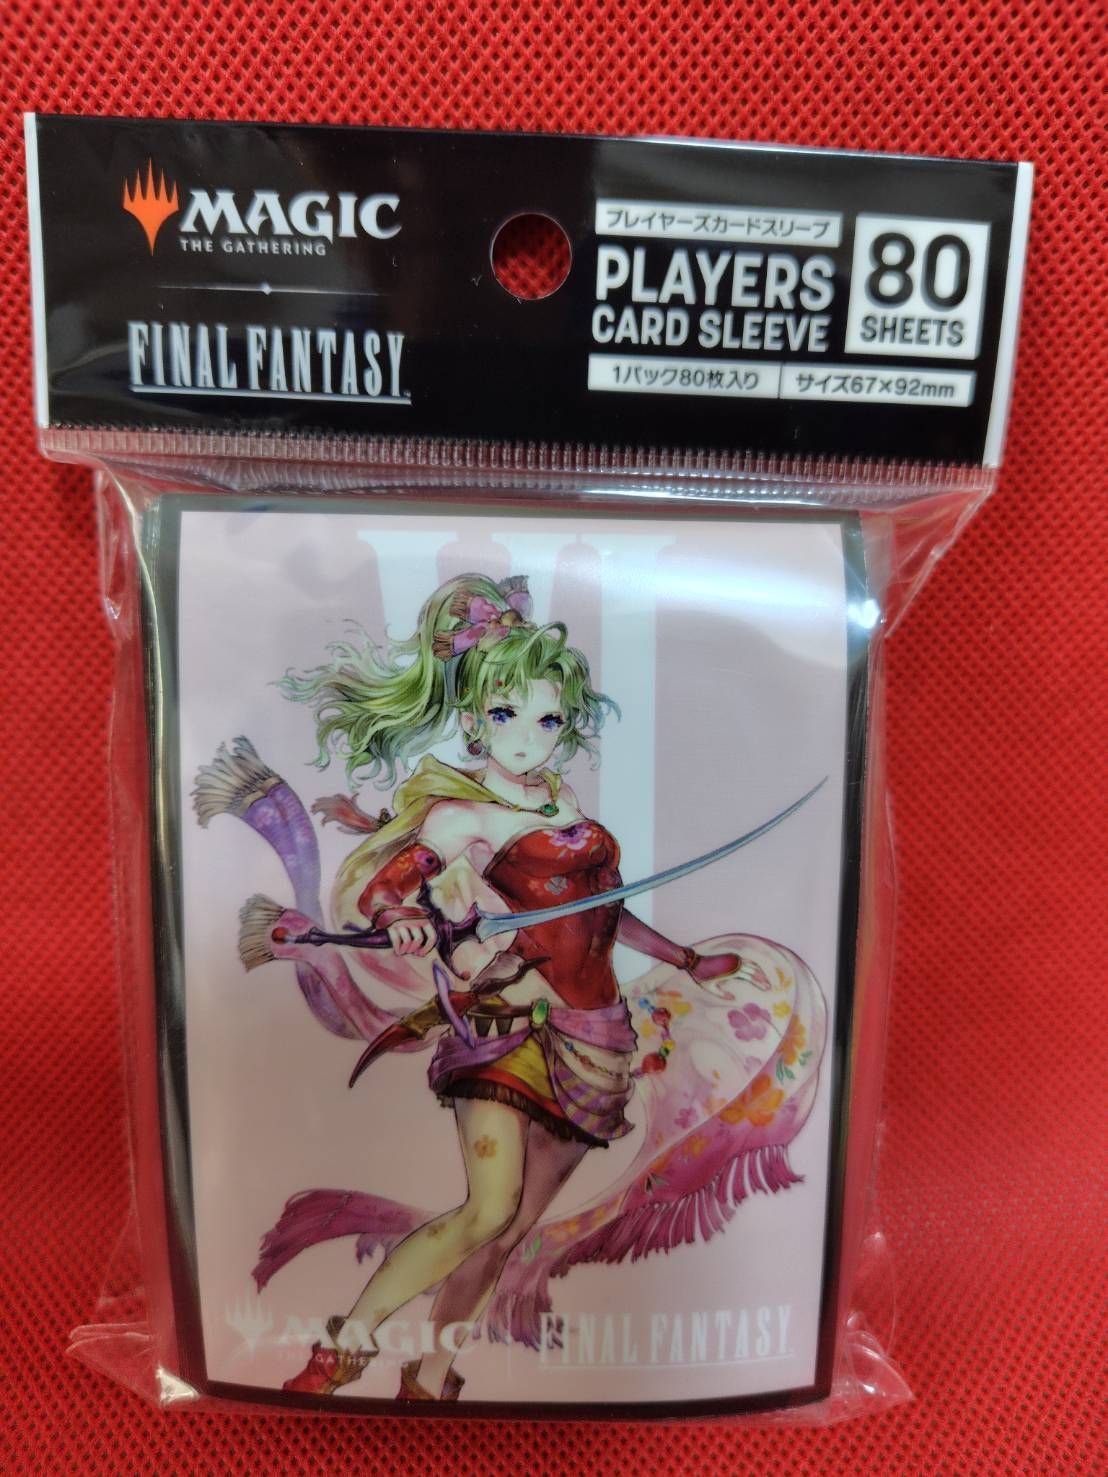 MAGIC
THE GATHERING
FINAL FANTASY
プレイヤーズカードスリーブ
PLAYERS
CARD SLEEVE
80
SHEETS
1パック80枚入り
サイズ67×92mm
VI
MAGIC
THE GATHERING
FINAL FANTASY